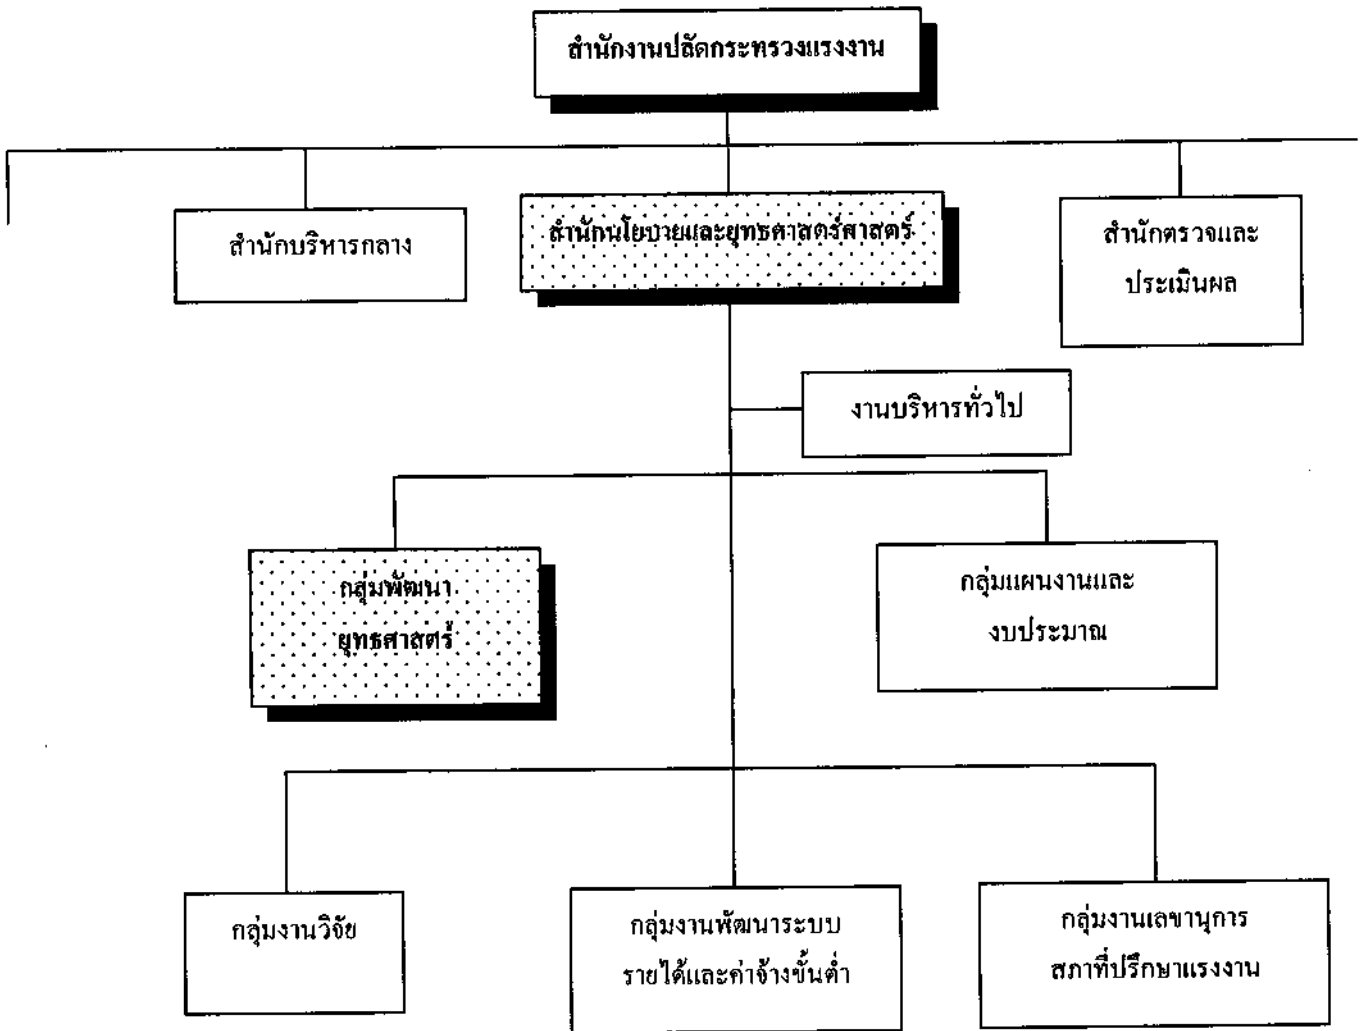 สำนักงานปลัดกระทรวงแรงงาน
สำนักบริหารกลาง
สำนักนโยบายและยุทธศาสตร์ศาสตร์
สำนักตรวจและ
ประเมินผล
งานบริหารทั่วไป
กลุ่มพัฒนา
ยุทธศาสตร์
กลุ่มแผนงานและ
งบประมาณ
กลุ่มงานวิจัย
กลุ่มงานพัฒนาระบบ
รายได้และค่าจ้างขั้นต่ำ
กลุ่มงานเลขานุการ
สภาที่ปรึกษาแรงงาน